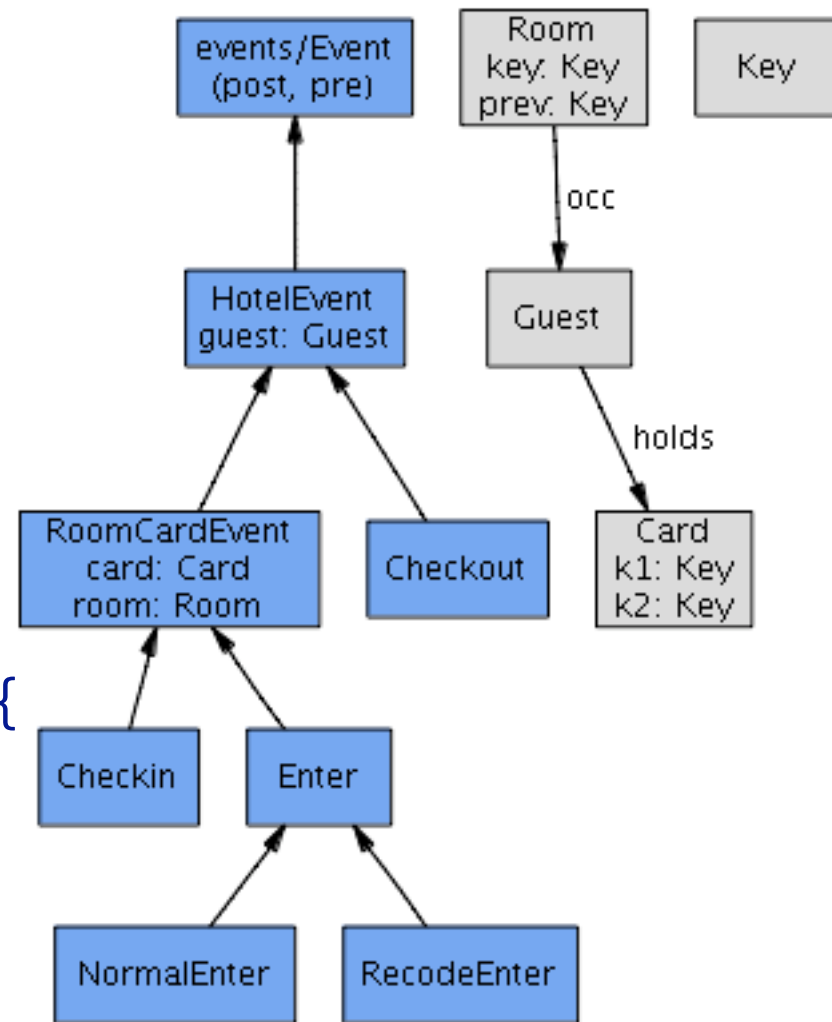 events/Event
(post, pre)
Room
key: Key
prev: Key
Key
occ
HotelEvent
guest: Guest
Guest
holds
RoomCardEvent
card: Card
room: Room
Checkout
Card
k1: Key
k2: Key
{
Checkin
Enter
NormalEnter
RecodeEnter